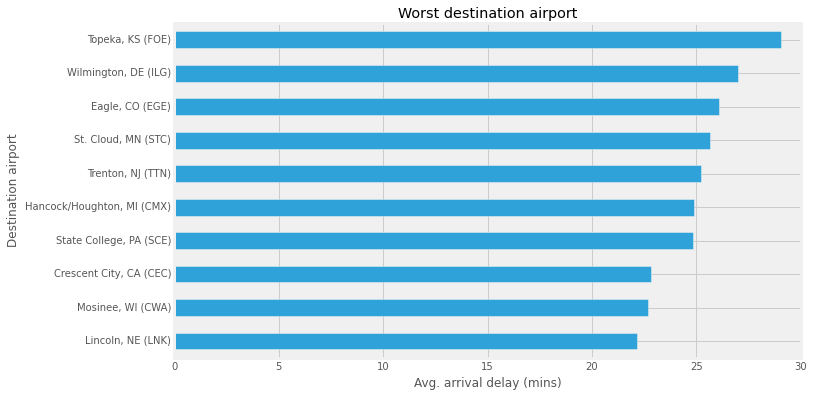 Worst destination airport
Destination airport
Topeka, KS (FOE)
Wilmington, DE (ILG)
Eagle, CO (EGE)
St. Cloud, MN (STC)
Trenton, NJ (TTN)
Hancock/Houghton, MI (CMX)
State College, PA (SCE)
Crescent City, CA (CEC)
Mosinee, WI (CWA)
Lincoln, NE (LNK)
0 5 10 15 20 25 30
Avg. arrival delay (mins)